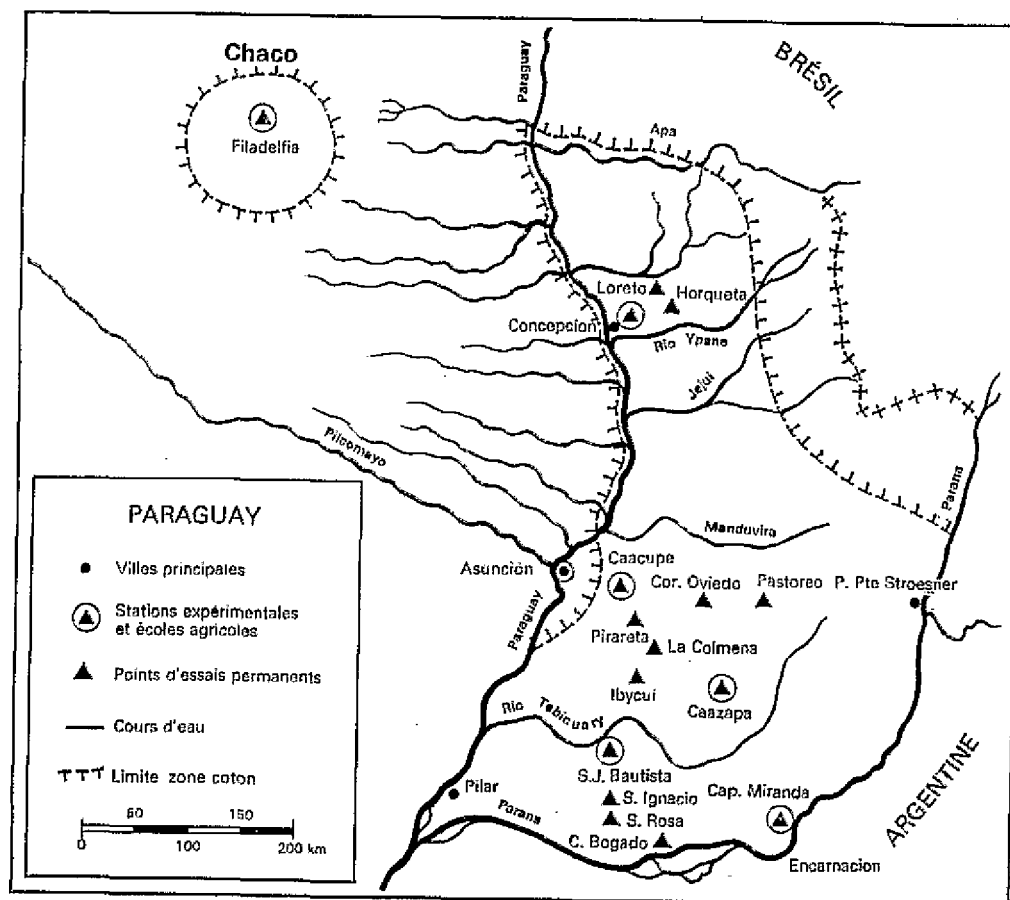 Chaco
Filadelfia
Paraguay
BRÉSIL
Apa
Loreto
Horqueta
Concepcion
Rio Ypane
Jejui
Pilcomayo
Parana
Manduvira
Asunción
Caacupe
Cor. Oviedo
Pastoreo
P. Pte Stroesner
Paraguay
Pirareta
La Colmena
Ibycui
Caazapa
Rio Tebicuary
S.J. Bautista
Pilar
S. Ignacio
Cap. Miranda
Parana
S. Rosa
C. Bogado
Encarnacion
ARGENTINE
PARAGUAY
Villes principales
Stations expérimentales
et écoles agricoles
Points d'essais permanents
Cours d'eau
Limite zone coton
50 150
0 100 200 km